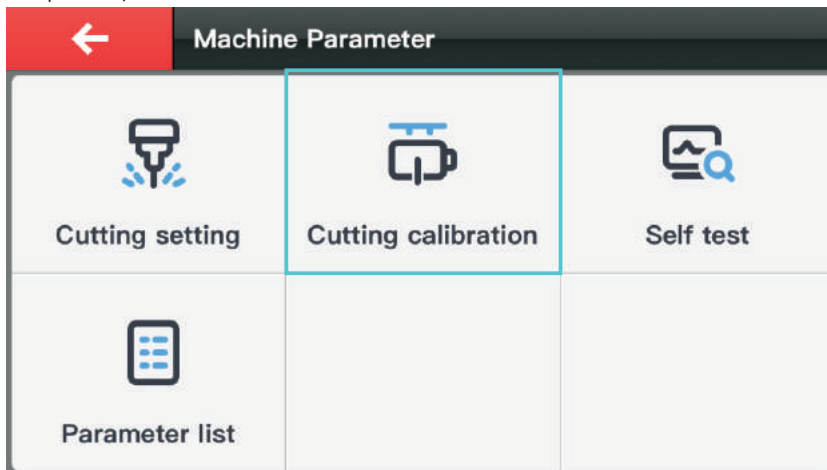 Machine Parameter
Cutting setting
Cutting calibration
Self test
Parameter list